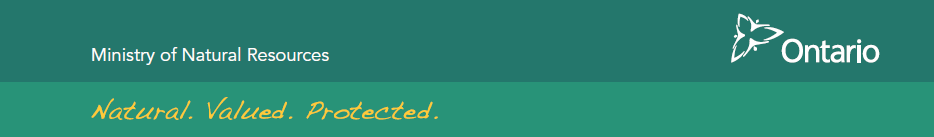 Ministry of Natural Resources
Ontario
Natural. Valued. Protected.